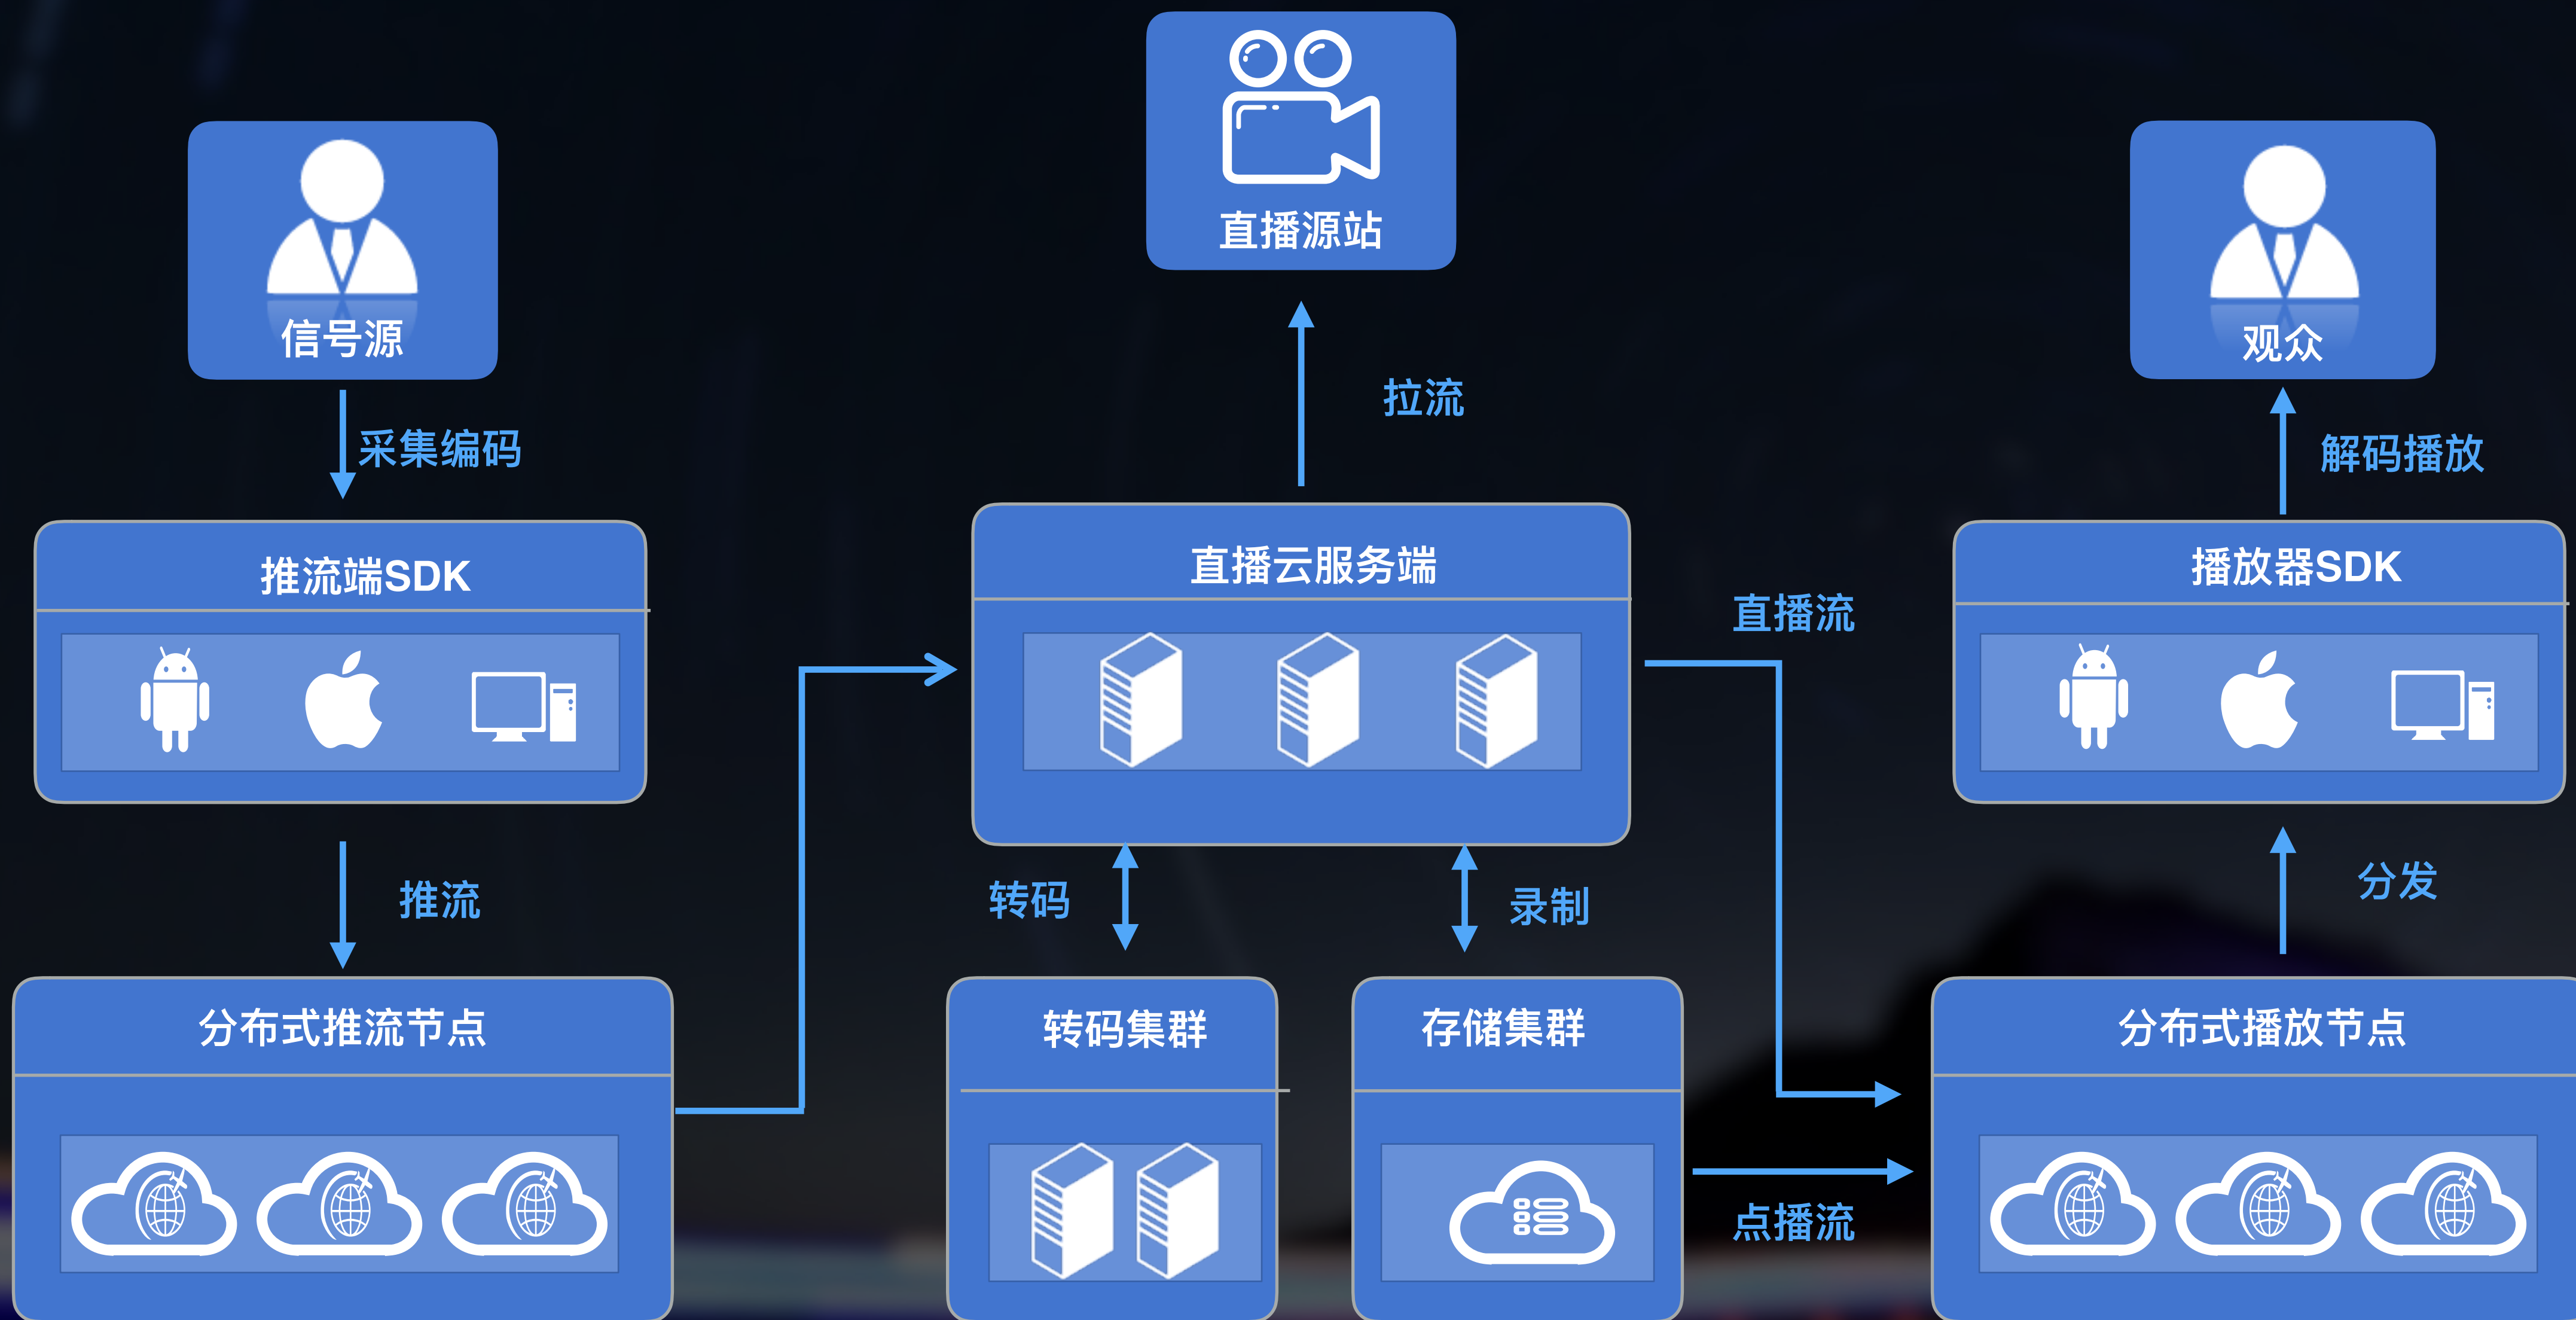 直播源站
信号源
观众
拉流
采集编码
解码播放
推流端SDK
直播云服务端
播放器SDK
直播流
推流
转码
录制
分发
分布式推流节点
转码集群
存储集群
分布式播放节点
点播流